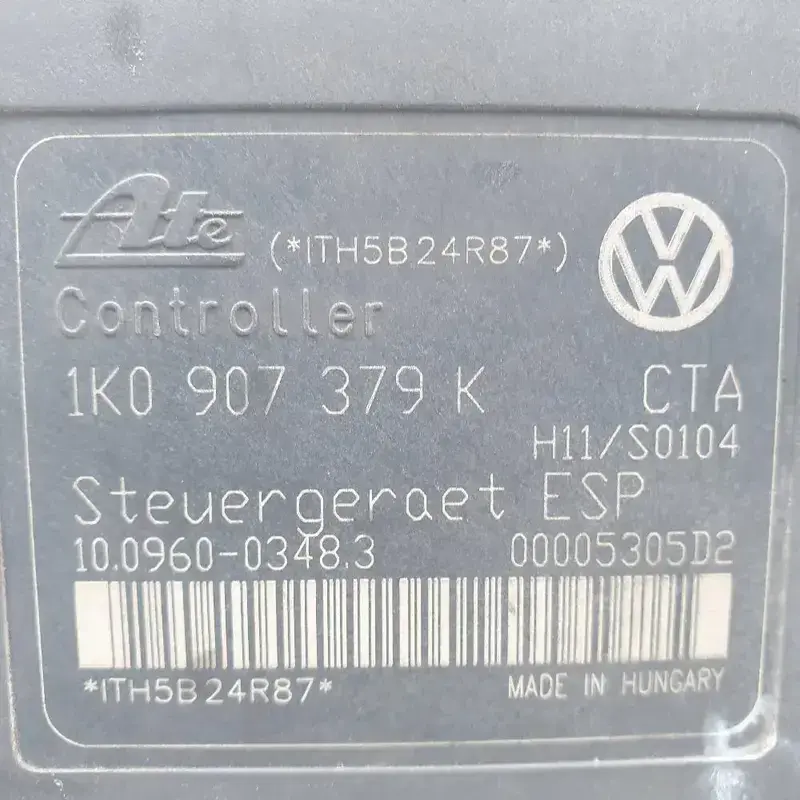 Ate (*ITH5B24R87*)
Controller
1K0 907 379 K CTA
H11/S0104
Steuergeraet ESP
10.0960-0348.3 00005305D2
*ITH5B24R87* MADE IN HUNGARY